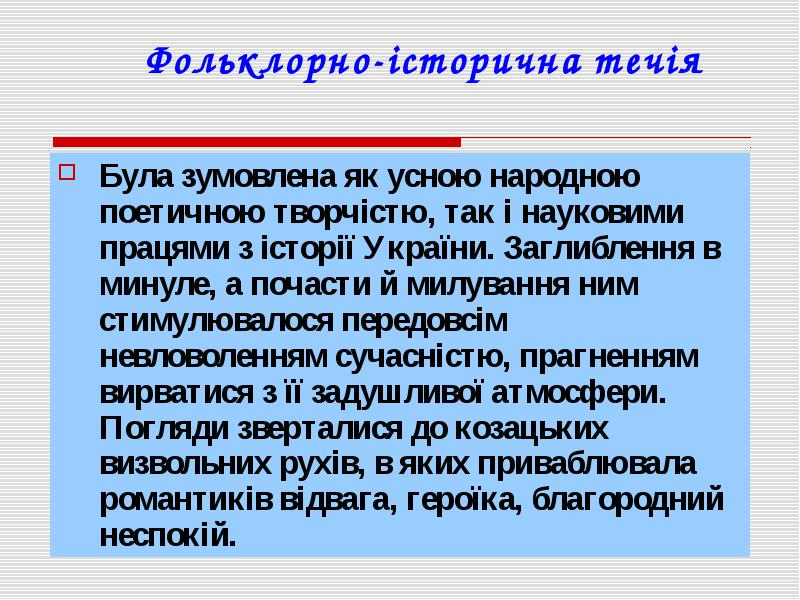 Фольклорно-історична течія
Була зумовлена як усною народною
поетичною творчістю, так і науковими
працями з історії України. Заглиблення в
минуле, а почасти й милування ним
стимулювалося передовсім
невловоленням сучасністю, прагненням
вирватися з її задушливої атмосфери.
Погляди зверталися до козацьких
визвольних рухів, в яких приваблювала
романтиків відвага, героїка, благородний
неспокій.